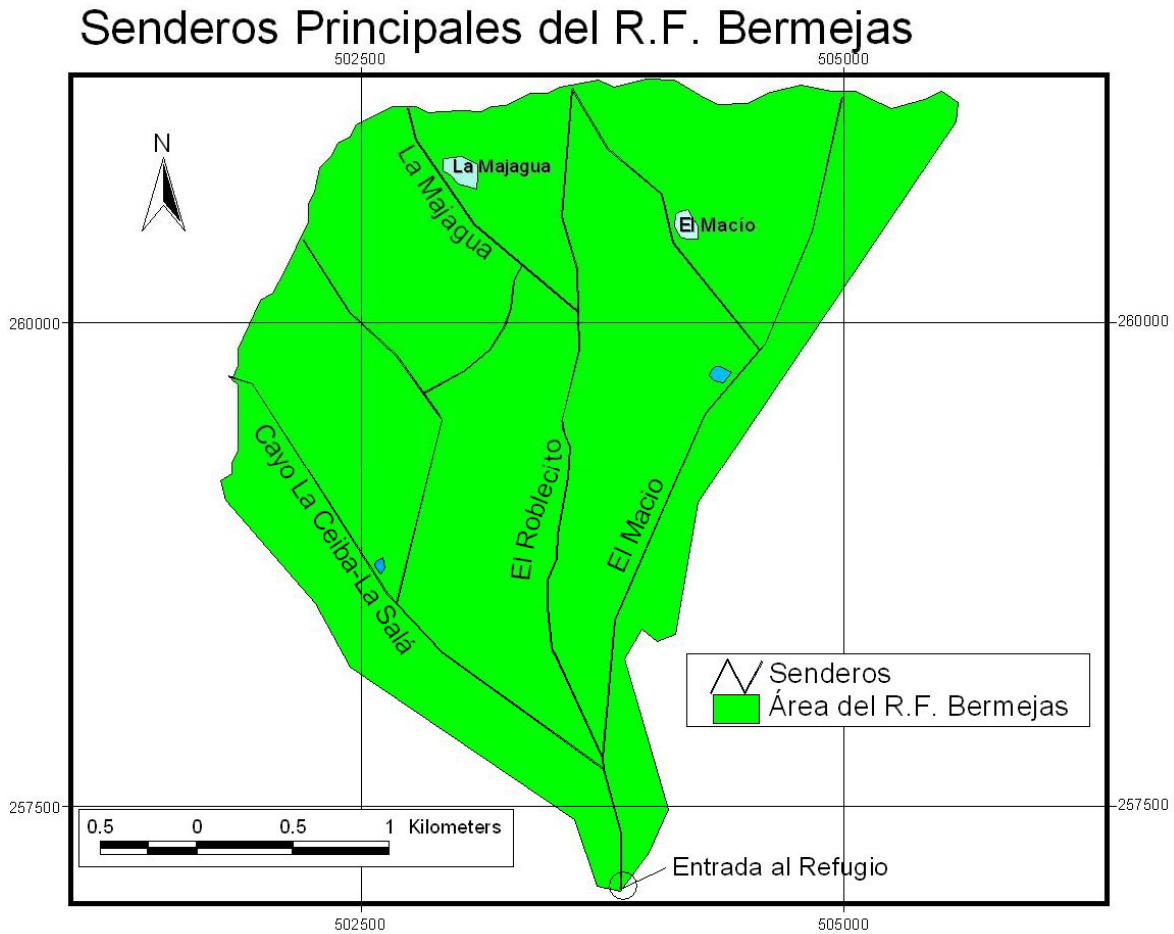 Senderos Principales del R.F. Bermejas
502500
505000
N
La Majagua
La Majagua
El Macío
260000
260000
Cayo La Ceiba-La Salá
El Roblecito
El Macio
Senderos
Área del R.F. Bermejas
257500
257500
0.5 0 0.5 1 Kilometers
Entrada al Refugio
502500
505000